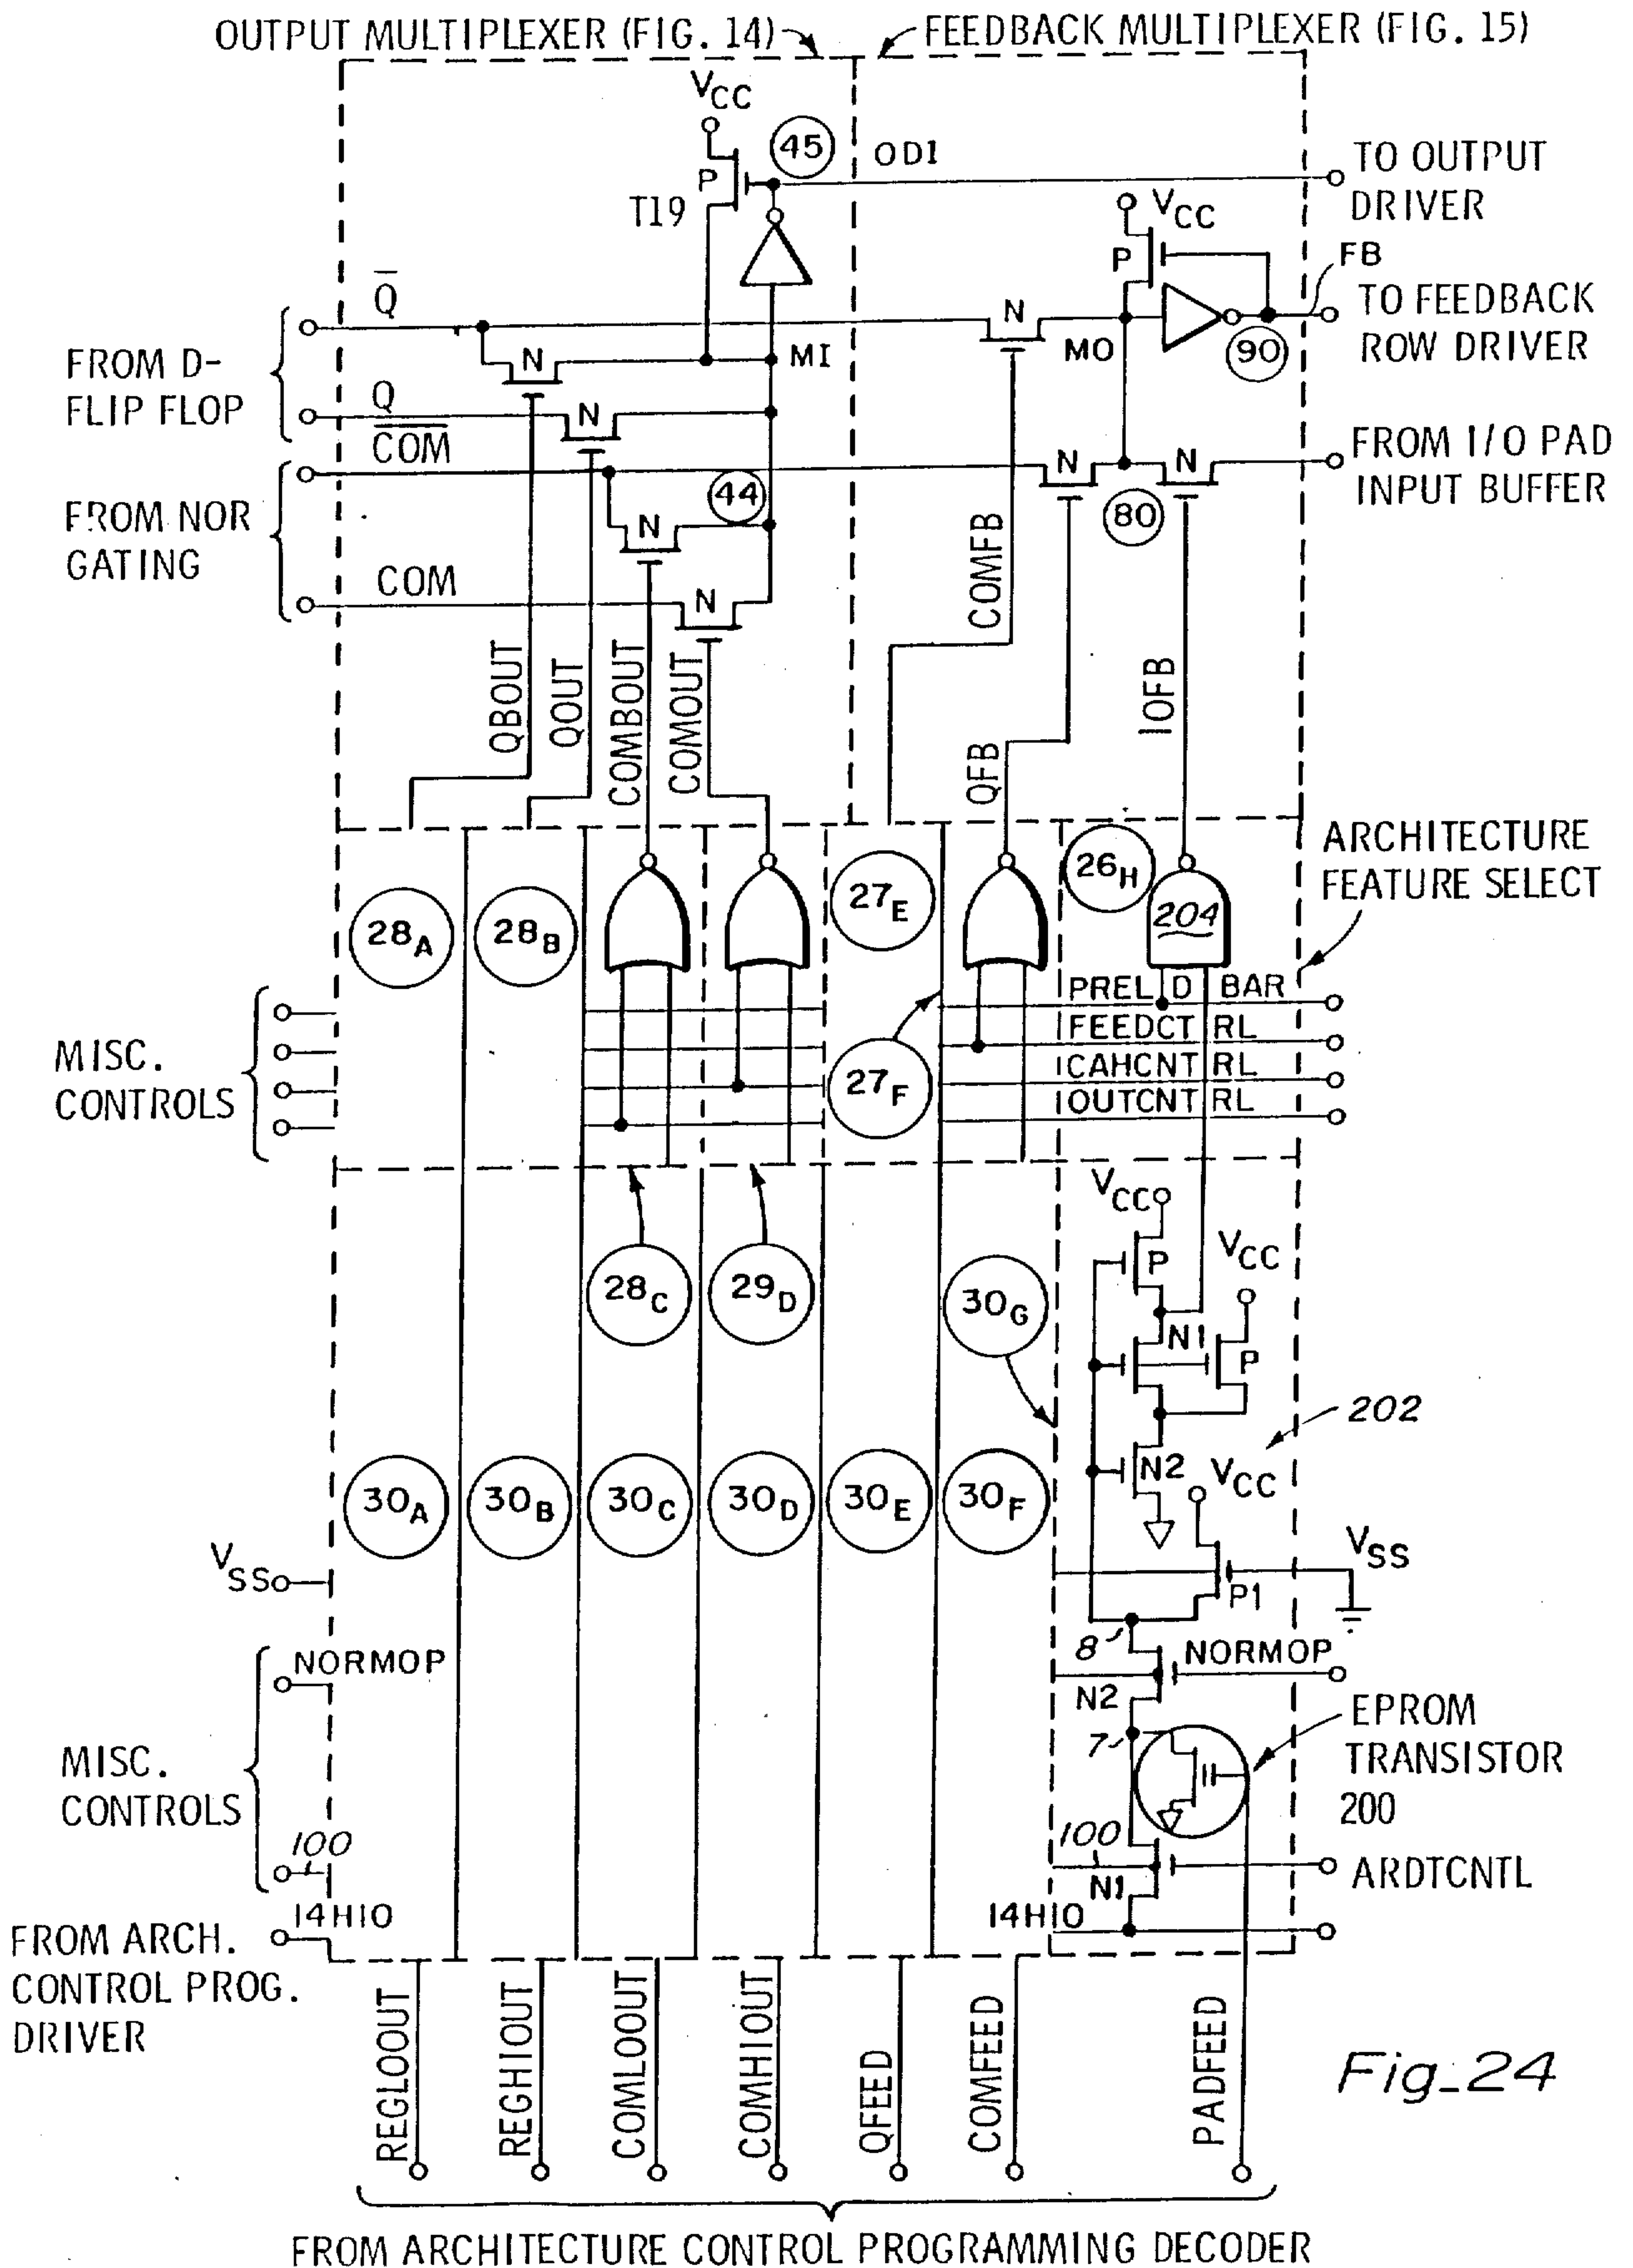 OUTPUT MULTIPLEXER (FIG. 14)
FEEDBACK MULTIPLEXER (FIG. 15)
VCC
45
OD1
TO OUTPUT
DRIVER
P
T19
VCC
P
FB
TO FEEDBACK
ROW DRIVER
Q̅
N
MO
90
FROM D-
FLIP FLOP
N
MI
Q
N
C̅O̅M̅
N
N
FROM I/O PAD
INPUT BUFFER
44
80
FROM NOR
GATING
N
COM
N
COMFB
QBOUT
QOUT
COMBOUT
COMOUT
QFB
IOFB
ARCHITECTURE
FEATURE SELECT
28A
28B
27E
26H
204
MISC.
CONTROLS
PRELD BAR
FEEDCTRL
CAHCNTRL
OUTCNTRL
27F
VCC
P
VCC
28C
29D
30G
N1
P
202
N2
VCC
30A
30B
30C
30D
30E
30F
VSS
VSS
P1
8
NORMOP
NORMOP
N2
7
EPROM
TRANSISTOR
200
MISC.
CONTROLS
100
100
ARDTCNTL
N1
14HIO
14HIO
FROM ARCH.
CONTROL PROG.
DRIVER
REGLOOUT
REGHIOUT
COMLOOUT
COMHIOUT
QFEED
COMFEED
PADFEED
Fig_24
FROM ARCHITECTURE CONTROL PROGRAMMING DECODER